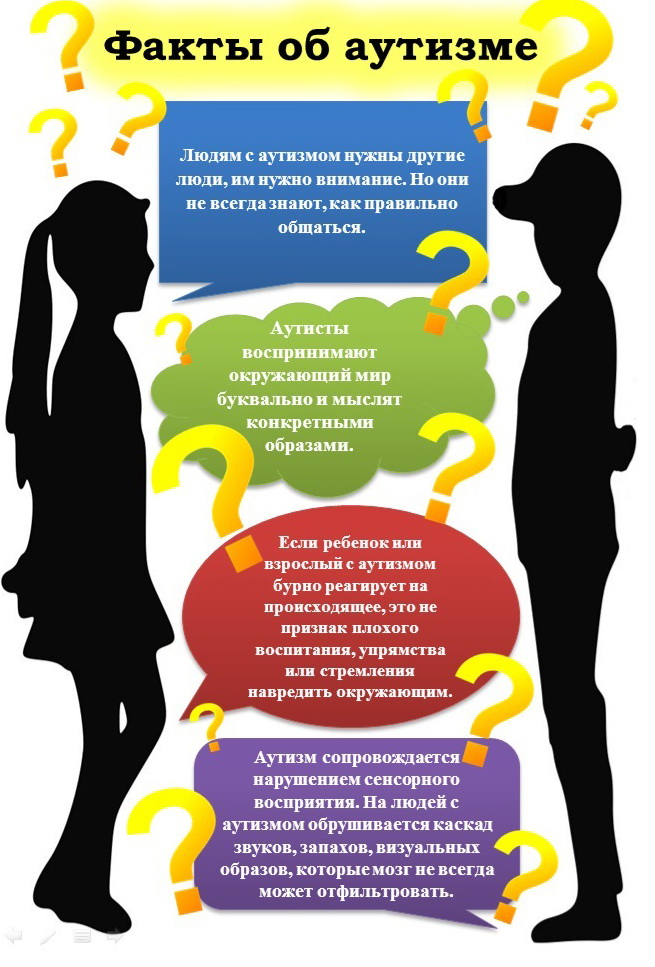 Факты об аутизме
Людям с аутизмом нужны другие
люди, им нужно внимание. Но они
не всегда знают, как правильно
общаться.
Аутисты
воспринимают
окружающий мир
буквально и мыслят
конкретными
образами.
Если ребенок или
взрослый с аутизмом
бурно реагирует на
происходящее, это не
признак плохого
воспитания, упрямства
или стремления
навредить окружающим.
Аутизм сопровождается
нарушением сенсорного
восприятия. На людей с
аутизмом обрушивается каскад
звуков, запахов, визуальных
образов, которые мозг не всегда
может отфильтровать.